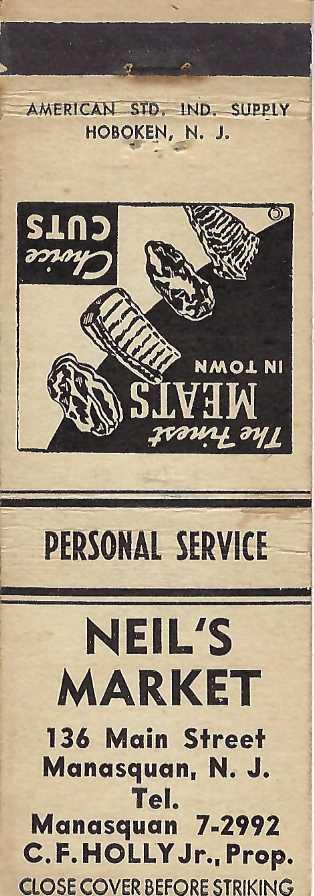 AMERICAN STD. IND. SUPPLY
HOBOKEN, N. J.
The Finest
MEATS
IN TOWN
Choice
CUTS
PERSONAL SERVICE
NEIL'S
MARKET
136 Main Street
Manasquan, N. J.
Tel.
Manasquan 7-2992
C.F. HOLLY Jr., Prop.
CLOSE COVER BEFORE STRIKING